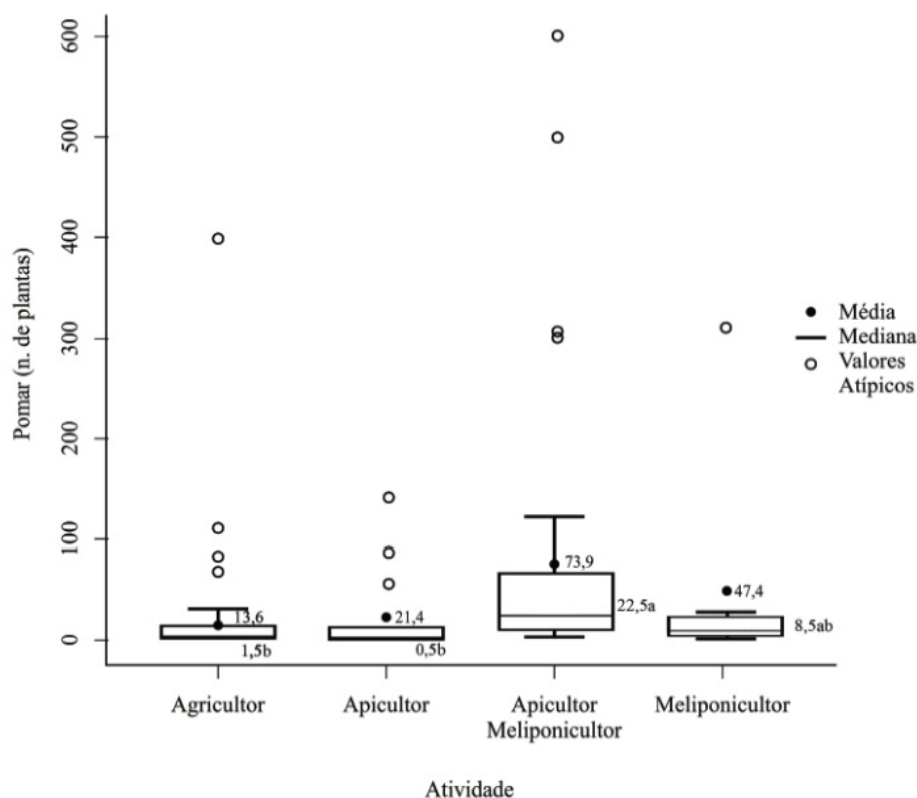 600
500
400
300
200
100
0
Pomar (n. de plantas)
13,6
1,5b
21,4
0,5b
73,9
22,5a
47,4
8,5ab
Média
Mediana
Valores
Atípicos
Agricultor
Apicultor
Apicultor
Meliponicultor
Meliponicultor
Atividade